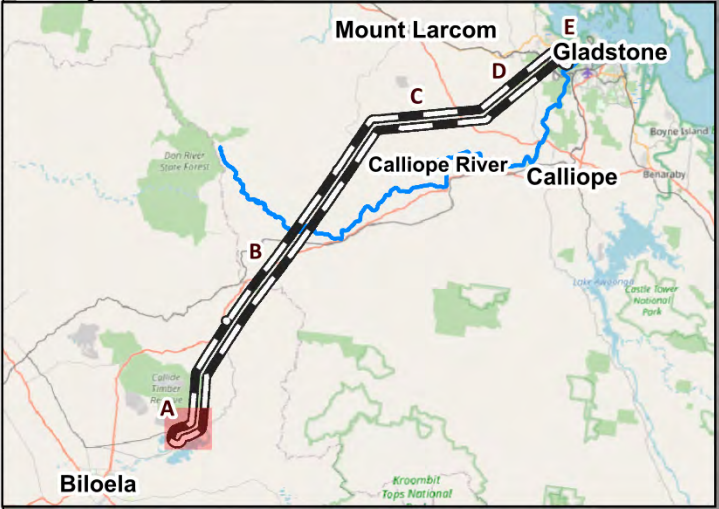 E
Mount Larcom
Gladstone
D
C
Boyne Island
Don River
State Forest
Calliope River
Calliope
Benaraby
B
Lake Awoonga
Castle Tower
National
Park
Callide
Timber
Reserve
A
Biloela
Kroombit
Tops National